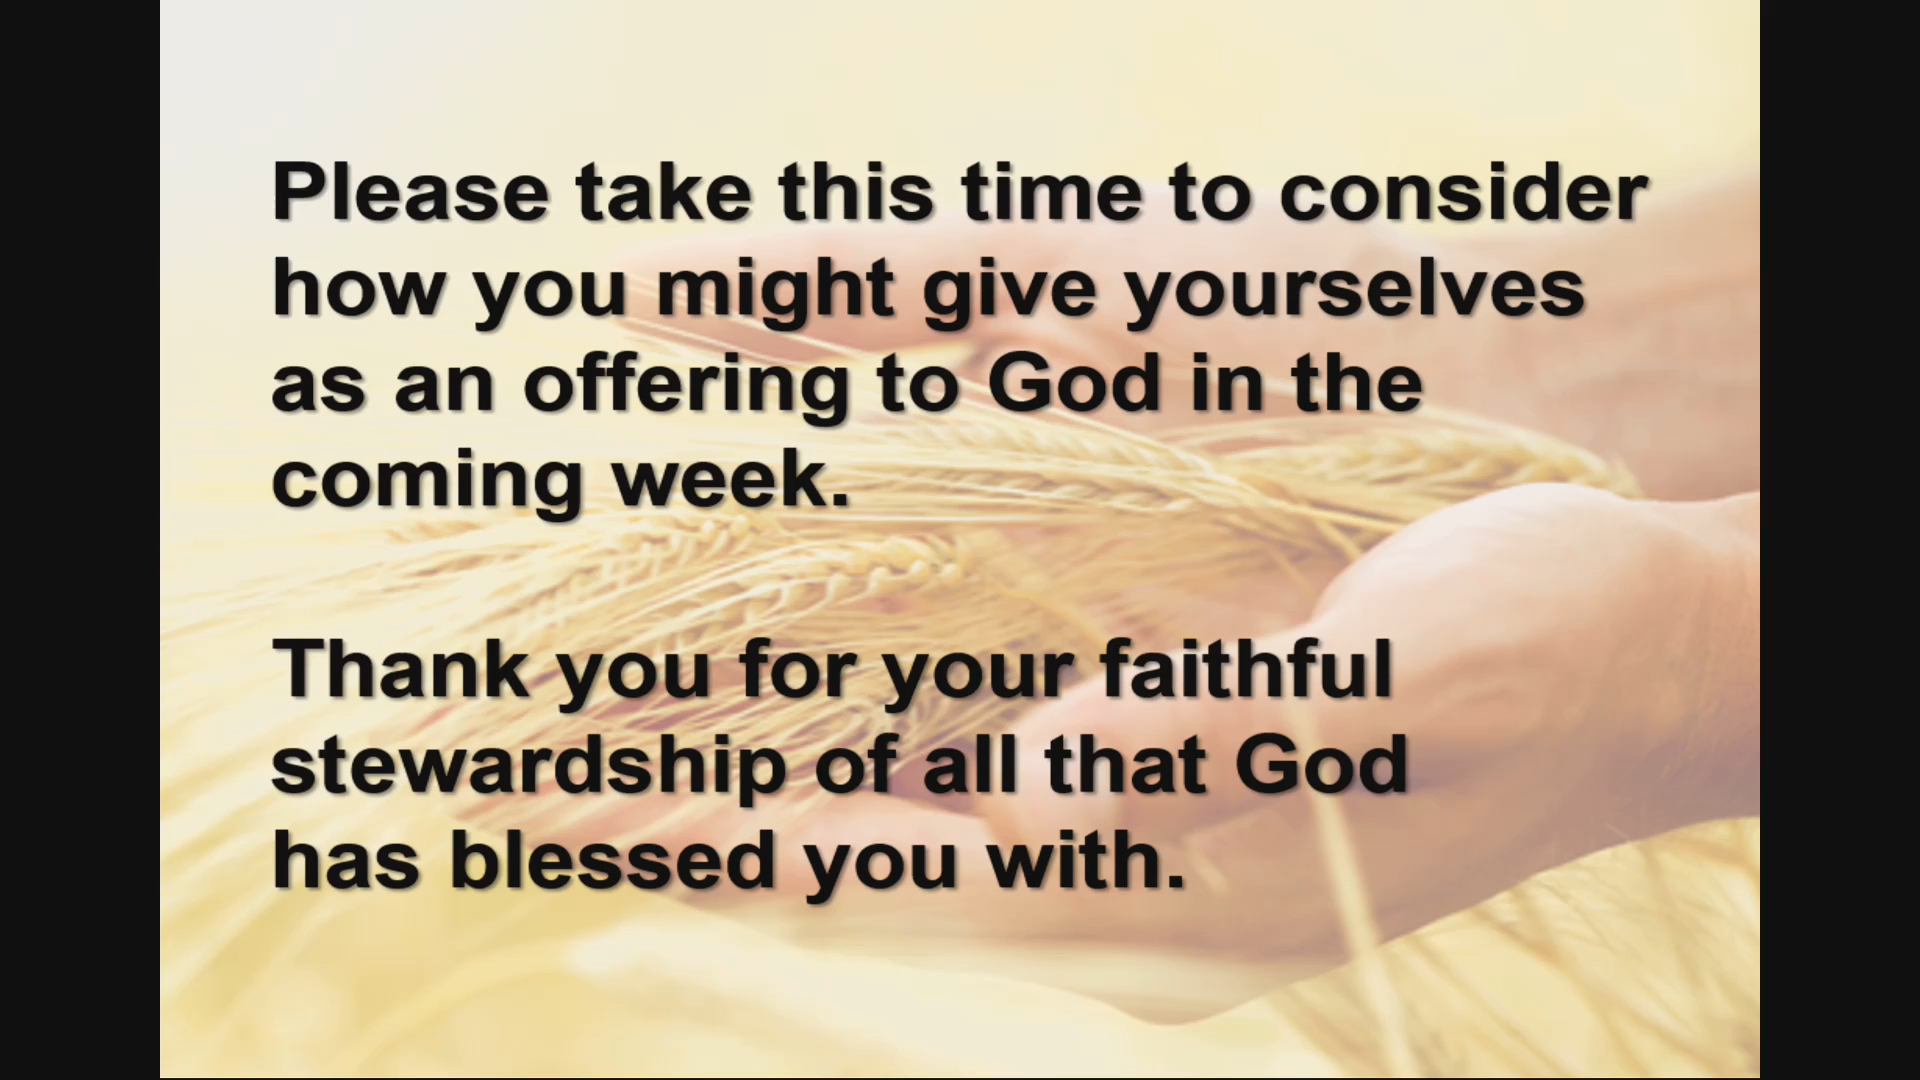 Please take this time to consider
how you might give yourselves
as an offering to God in the
coming week.
Thank you for your faithful
stewardship of all that God
has blessed you with.